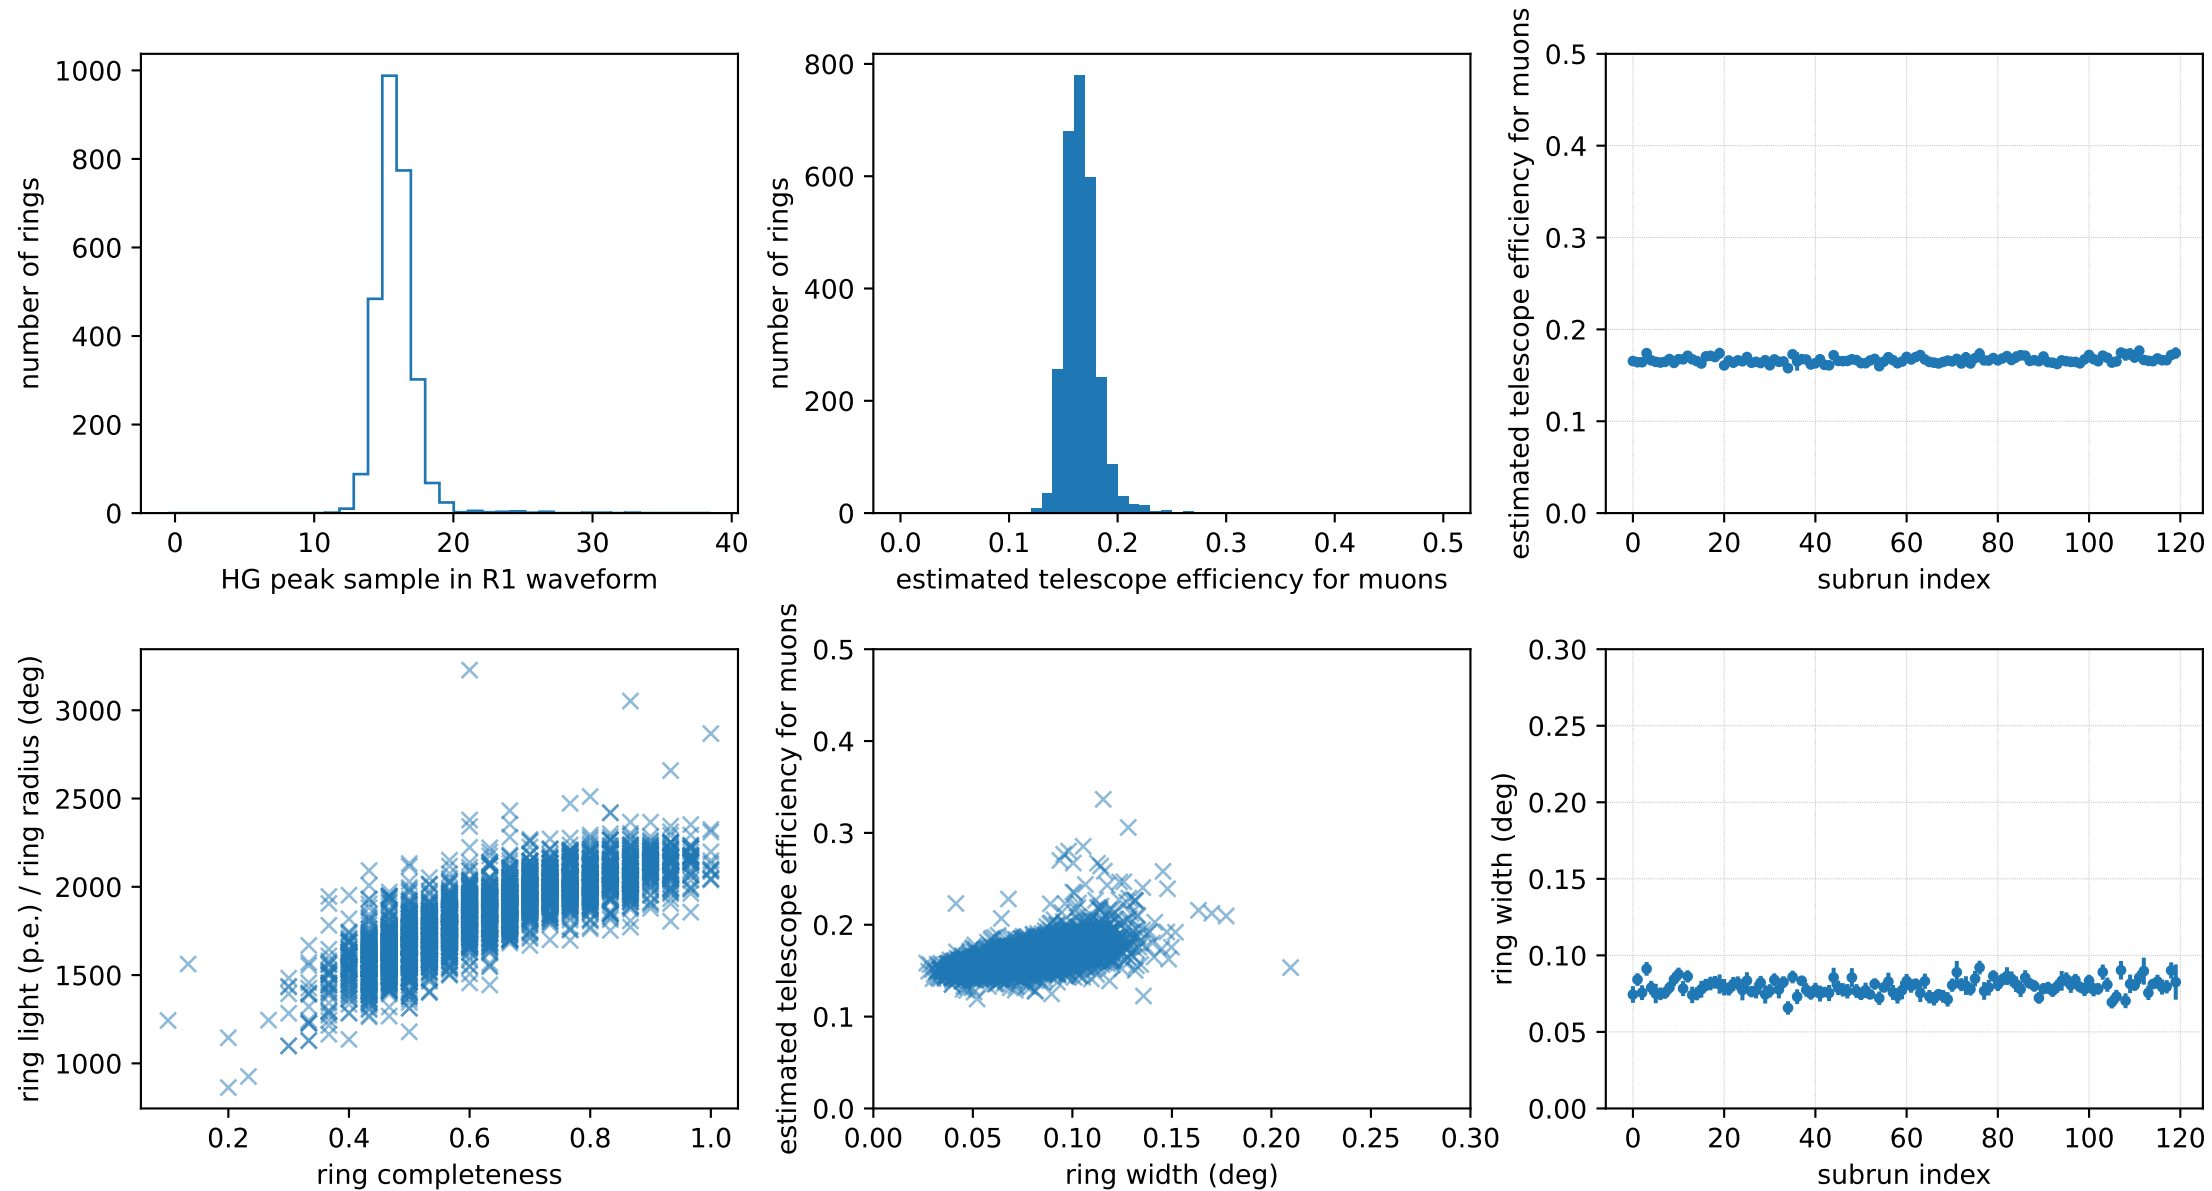 number of rings
1000
800
600
400
200
0
0 10 20 30 40
HG peak sample in R1 waveform
number of rings
800
600
400
200
0
0.0 0.1 0.2 0.3 0.4 0.5
estimated telescope efficiency for muons
estimated telescope efficiency for muons
0.5
0.4
0.3
0.2
0.1
0.0
0 20 40 60 80 100 120
subrun index
ring light (p.e.) / ring radius (deg)
3000
2500
2000
1500
1000
0.2 0.4 0.6 0.8 1.0
ring completeness
estimated telescope efficiency for muons
0.5
0.4
0.3
0.2
0.1
0.0
0.00 0.05 0.10 0.15 0.20 0.25 0.30
ring width (deg)
ring width (deg)
0.30
0.25
0.20
0.15
0.10
0.05
0.00
0 20 40 60 80 100 120
subrun index